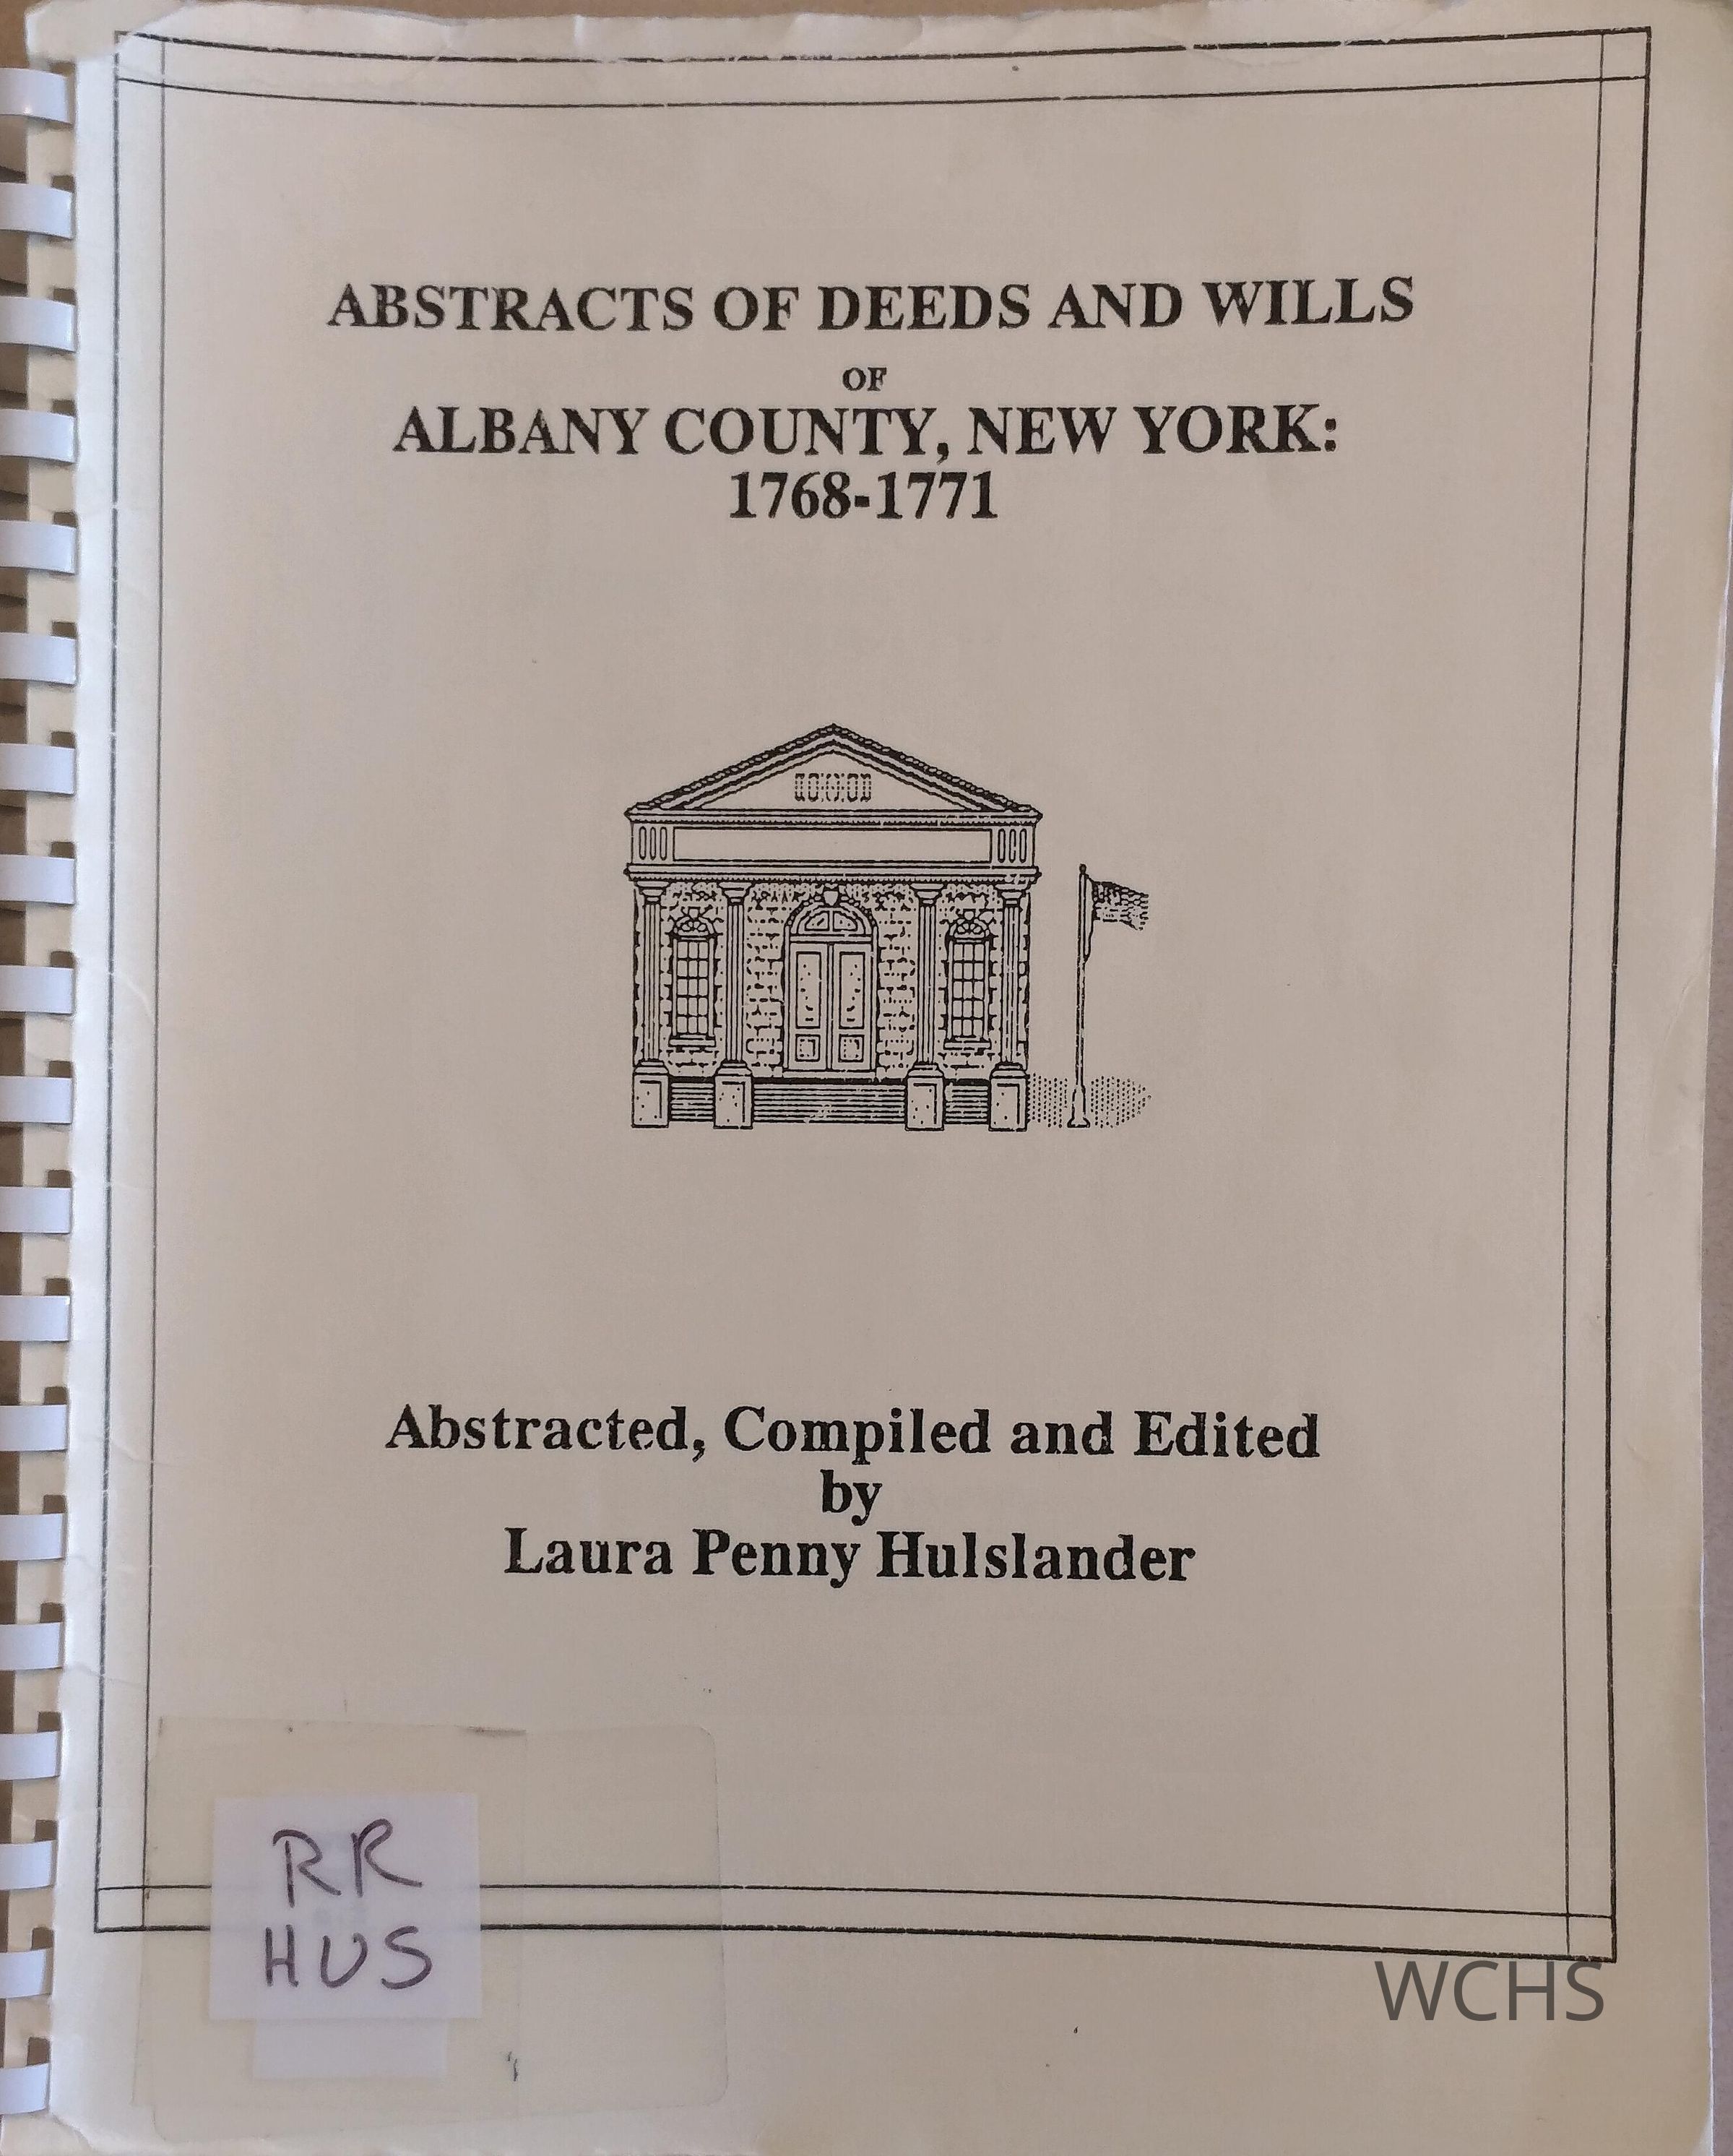 ABSTRACTS OF DEEDS AND WILLS
OF
ALBANY COUNTY, NEW YORK:
1768-1771
Abstracted, Compiled and Edited
by
Laura Penny Hulslander
RR
HUS
WCHS